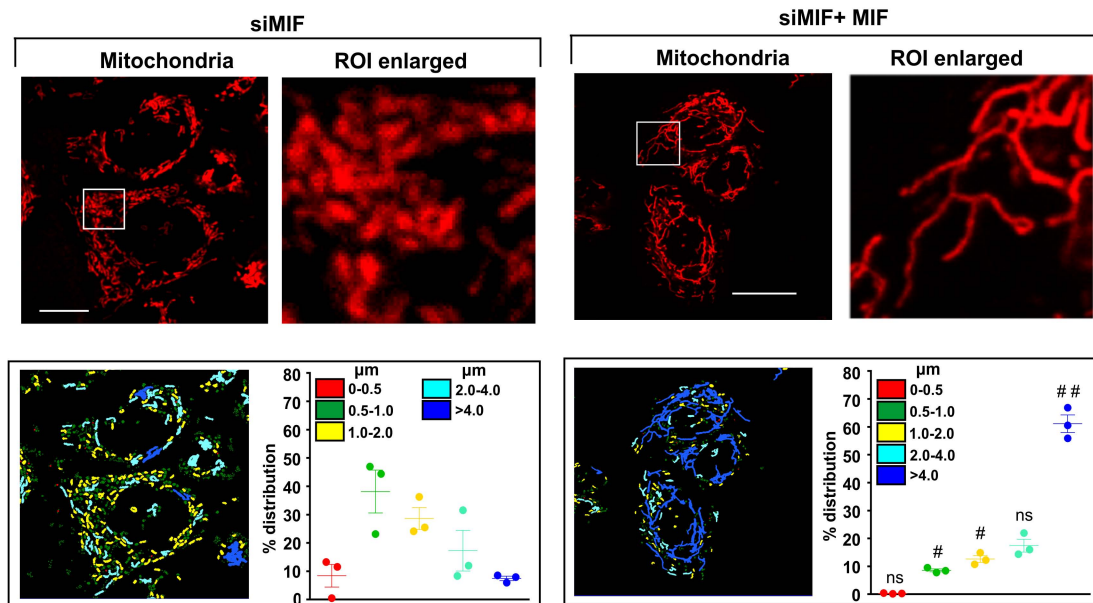 siMIF
Mitochondria ROI enlarged
siMIF+ MIF
Mitochondria ROI enlarged
% distribution
80
70
60
50
40
30
20
10
0
µm
0-0.5
0.5-1.0
1.0-2.0
µm
2.0-4.0
>4.0
% distribution
80
70
60
50
40
30
20
10
0
µm
0-0.5
0.5-1.0
1.0-2.0
2.0-4.0
>4.0
ns
#
#
ns
# #